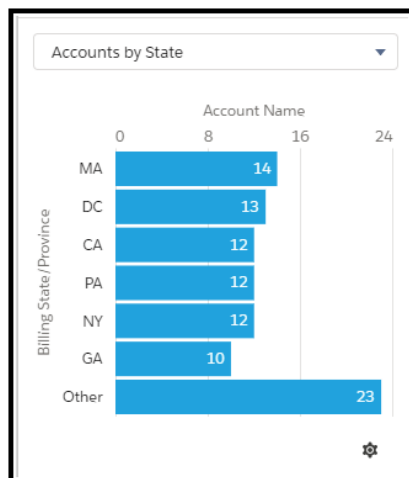 Accounts by State
Account Name
0 8 16 24
Billing State/Province
MA 14
DC 13
CA 12
PA 12
NY 12
GA 10
Other 23